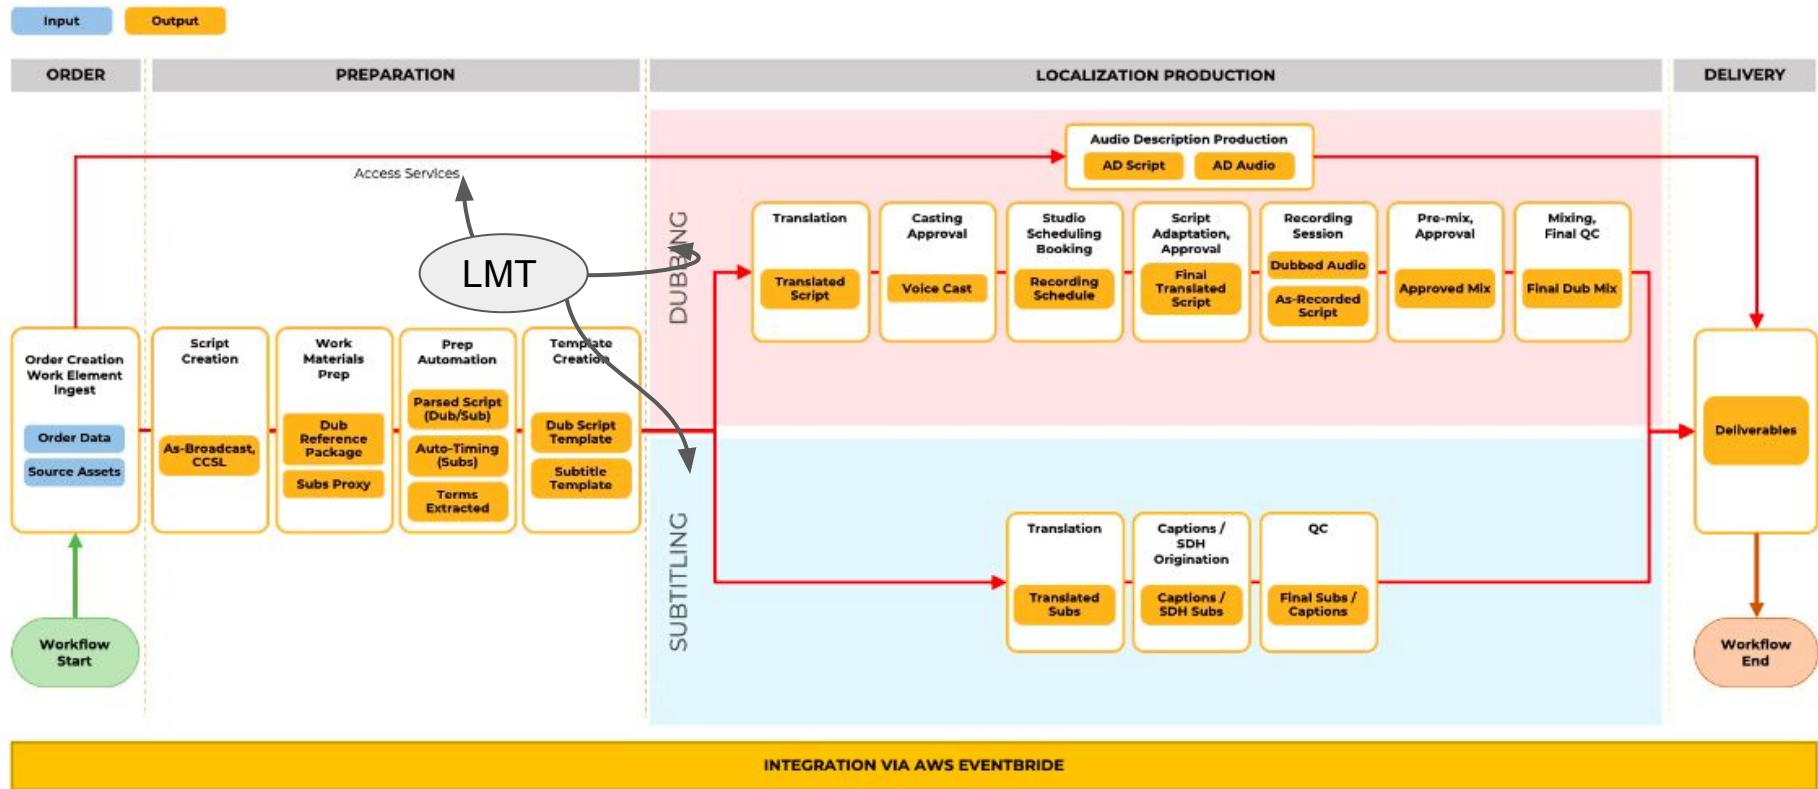 Input
Output
ORDER
PREPARATION
LOCALIZATION PRODUCTION
DELIVERY
Audio Description Production
AD Script
AD Audio
Access Services
LMT
DUBBING
Translation
Translated
Script
Casting
Approval
Voice Cast
Studio
Scheduling
Booking
Recording
Schedule
Script
Adaptation,
Approval
Final
Translated
Script
Recording
Session
Dubbed Audio
As-Recorded
Script
Pre-mix,
Approval
Approved Mix
Mixing,
Final QC
Final Dub Mix
Order Creation
Work Element
Ingest
Order Data
Source Assets
Script
Creation
As-Broadcast,
CCSL
Work
Materials
Prep
Dub
Reference
Package
Subs Proxy
Prep
Automation
Parsed Script
(Dub/Sub)
Auto-Timing
(Subs)
Terms
Extracted
Template
Creation
Dub Script
Template
Subtitle
Template
Deliverables
SUBTITLING
Translation
Translated
Subs
Captions /
SDH
Origination
Captions /
SDH Subs
QC
Final Subs /
Captions
Workflow
Start
Workflow
End
INTEGRATION VIA AWS EVENTBRIDE